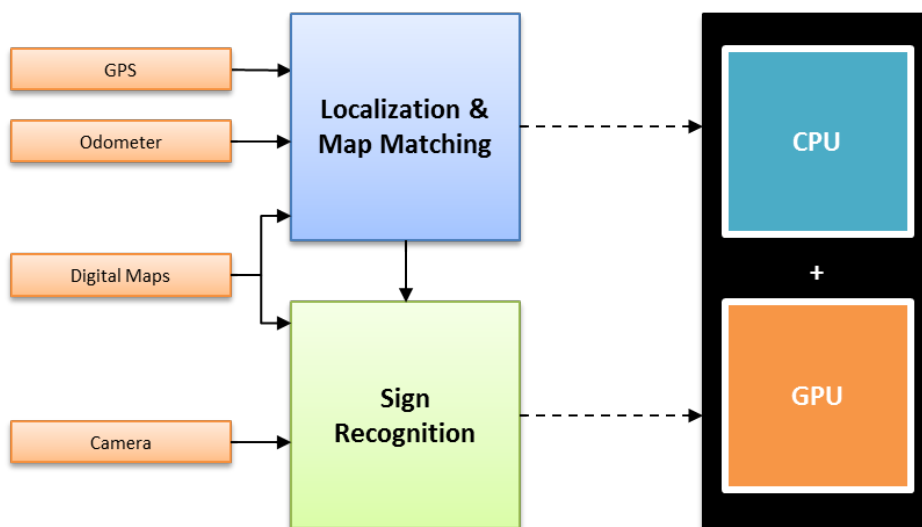 GPS
Odometer
Digital Maps
Camera
Localization &
Map Matching
Sign
Recognition
CPU
+
GPU